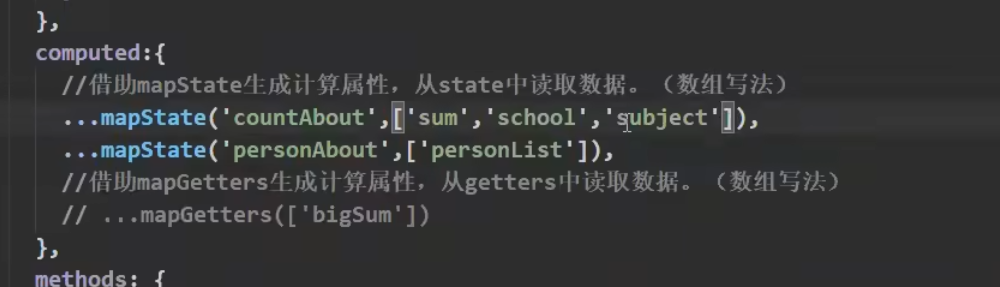 },
computed:{
//借助mapState生成计算属性，从state中读取数据。（数组写法）
...mapState('countAbout',['sum','school','subject']),
...mapState('personAbout',['personList']),
//借助mapGetters生成计算属性，从getters中读取数据。（数组写法）
// ...mapGetters(['bigSum'])
},
methods: {